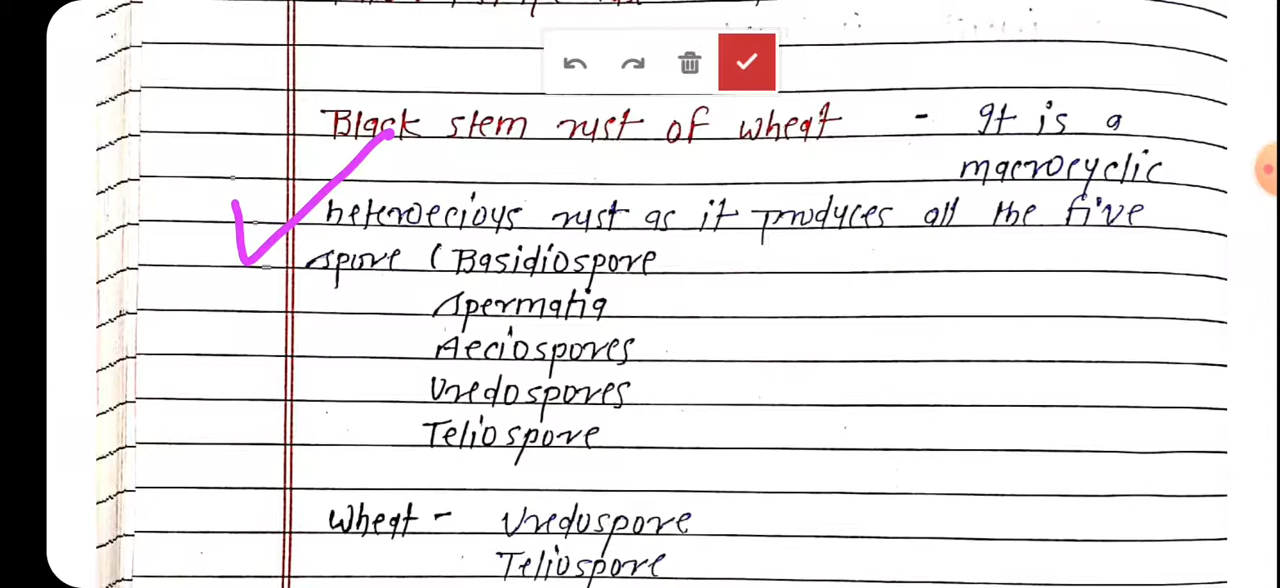 Black stem rust of wheat - It is a
macrocyclic
heteroecious rust as it produces all the five
spore (Basidiospore
Spermatia
Aeciospores
Uredospores
Teliospore
Wheat - Uredospore
Teliospore